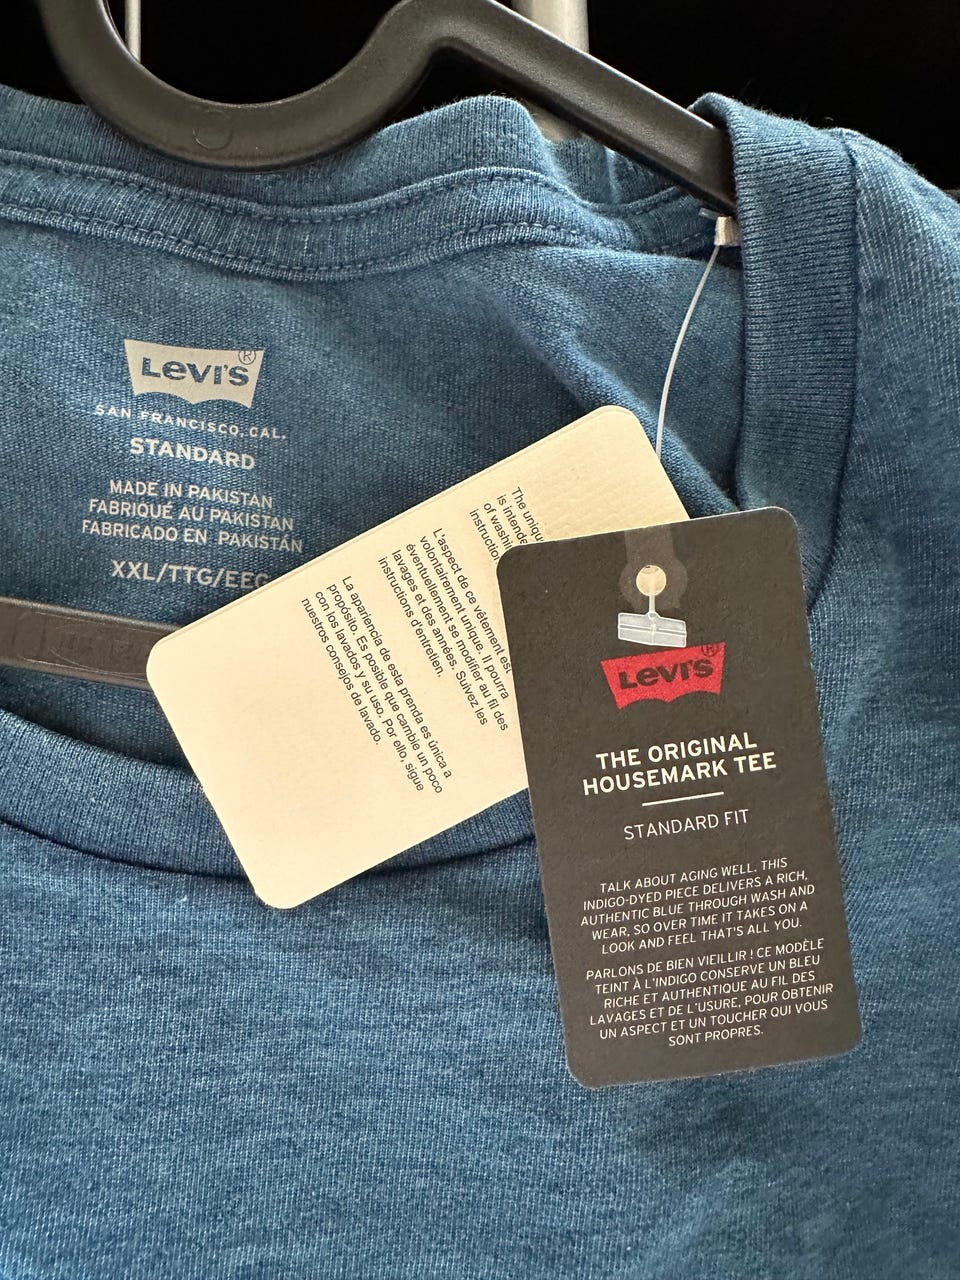 Levi's®
SAN FRANCISCO, CAL.
STANDARD
MADE IN PAKISTAN
FABRIQUÉ AU PAKISTAN
FABRICADO EN PAKISTÁN
XXL/TTG/EEG
The
is
of
L'aspect de ce vêtement est
volontairement unique. Il pourra
éventuellement se modifier au fil des
lavages et des années. Suivez les
instructions d'entretien.
La apariencia de esta prenda es única a
propósito. Es posible que cambie un poco
con los lavados y su uso. Por ello, sigue
nuestros consejos de lavado.
Levi's®
THE ORIGINAL
HOUSEMARK TEE
STANDARD FIT
TALK ABOUT AGING WELL. THIS
INDIGO-DYED PIECE DELIVERS A RICH,
AUTHENTIC BLUE THROUGH WASH AND
WEAR, SO OVER TIME IT TAKES ON A
LOOK AND FEEL THAT'S ALL YOU.
PARLONS DE BIEN VIEILLIR ! CE MODÈLE
TEINT À L'INDIGO CONSERVE UN BLEU
RICHE ET AUTHENTIQUE AU FIL DES
LAVAGES ET DE L'USURE, POUR OBTENIR
UN ASPECT ET UN TOUCHER QUI VOUS
SONT PROPRES.